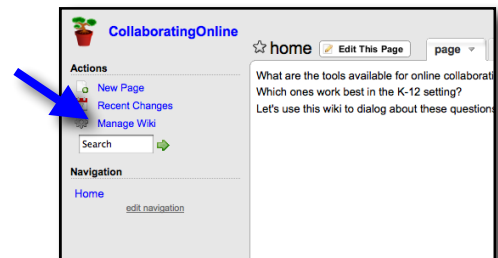 CollaboratingOnline
Actions
New Page
Recent Changes
Manage Wiki
Search
Navigation
Home
edit navigation
home Edit This Page page
What are the tools available for online collaborati
Which ones work best in the K-12 setting?
Let's use this wiki to dialog about these questions